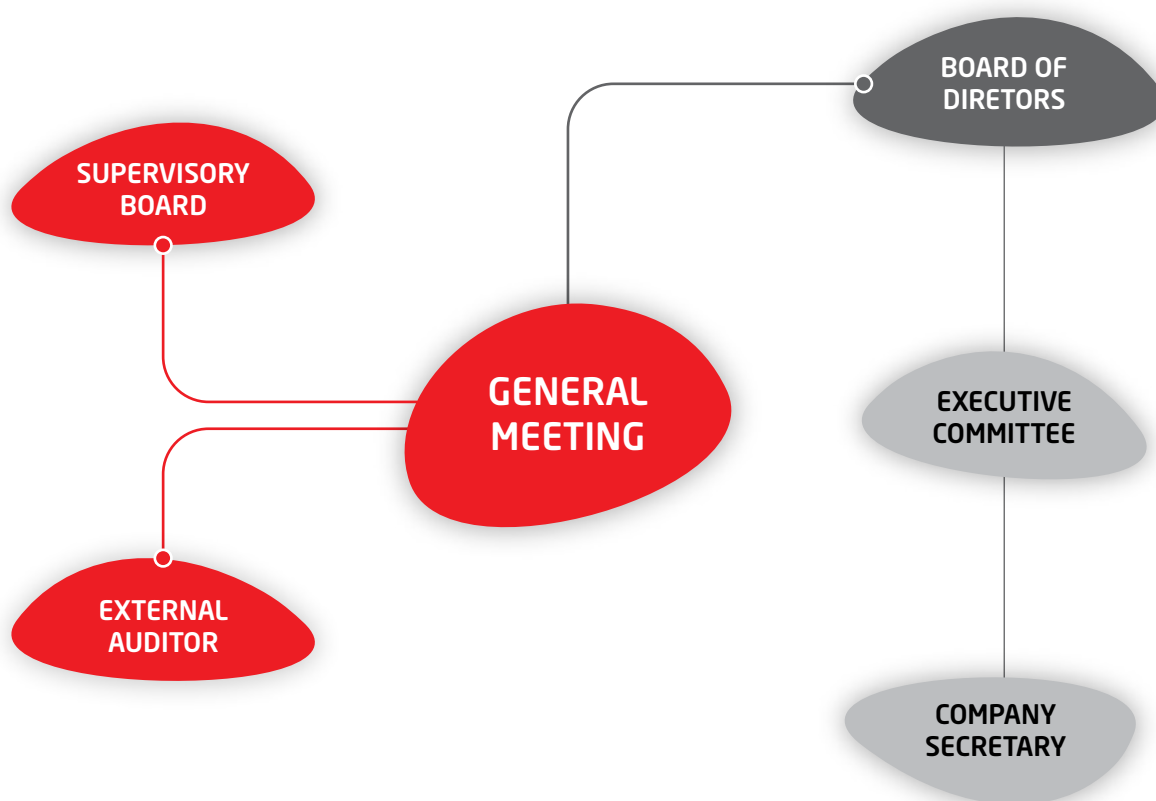 BOARD OF
DIRETORS
SUPERVISORY
BOARD
GENERAL
MEETING
EXECUTIVE
COMMITTEE
EXTERNAL
AUDITOR
COMPANY
SECRETARY